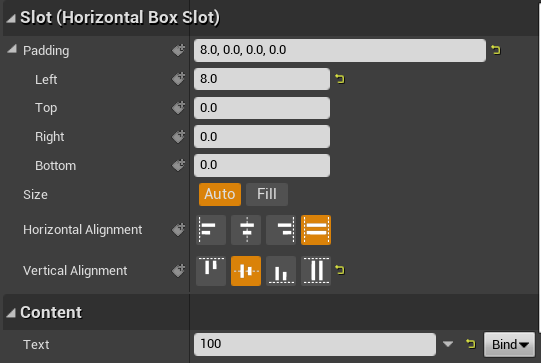 Slot (Horizontal Box Slot)
Padding 8.0, 0.0, 0.0, 0.0
Left 8.0
Top 0.0
Right 0.0
Bottom 0.0
Size Auto Fill
Horizontal Alignment
Vertical Alignment
Content
Text 100 Bind